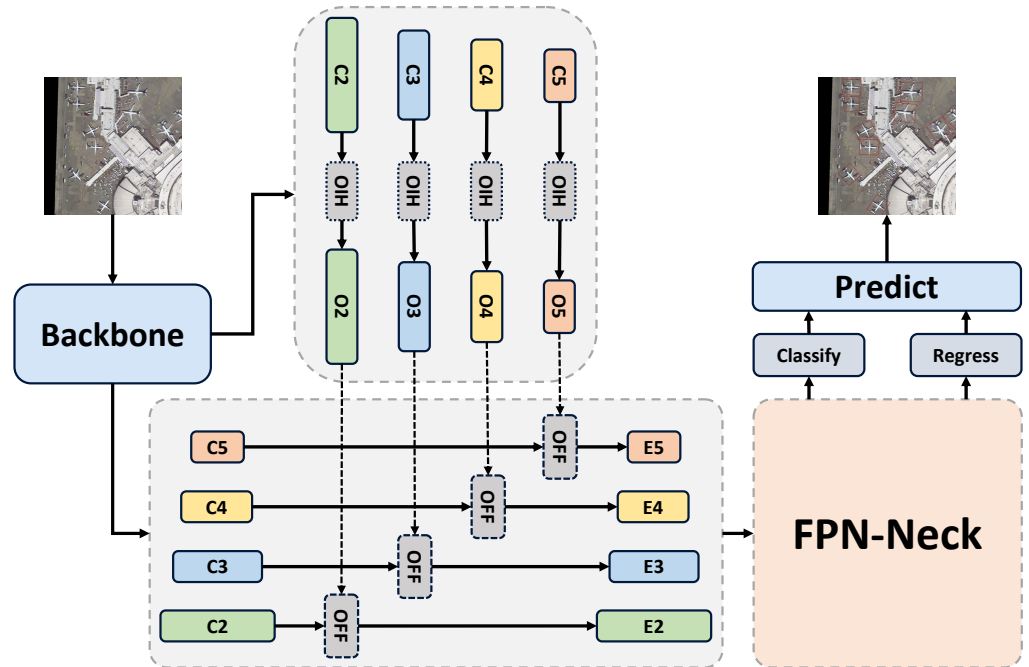 C2
C3
C4
C5
OIH
OIH
OIH
OIH
O2
O3
O4
O5
Backbone
C5
OFF
E5
C4
OFF
E4
C3
OFF
E3
C2
OFF
E2
FPN-Neck
Classify
Regress
Predict